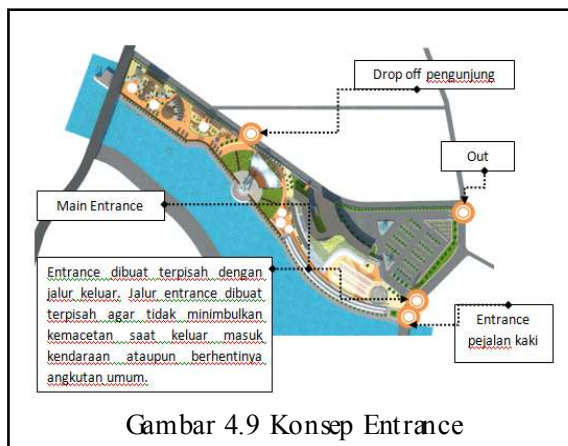 Drop off pengunjung
Out
Main Entrance
Entrance dibuat terpisah dengan
jalur keluar. Jalur entrance dibuat
terpisah agar tidak minimbulkan
kemacetan saat keluar masuk
kendaraan ataupun berhentinya
angkutan umum.
Entrance
pejalan kaki
Gambar 4.9 Konsep Entrance